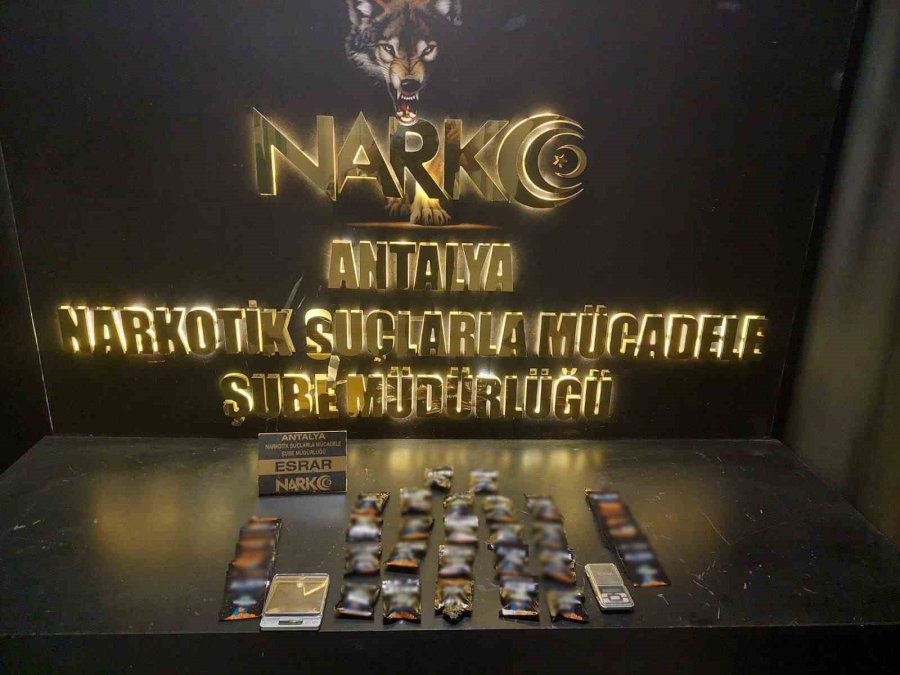 NARKO
ANTALYA
NARKOTİK SUÇLARLA MÜCADELE
ŞUBE MÜDÜRLÜĞÜ
ANTALYA
NARKOTİK SUÇLARLA MÜCADELE
ŞUBE MÜDÜRLÜĞÜ
ESRAR
NARKO